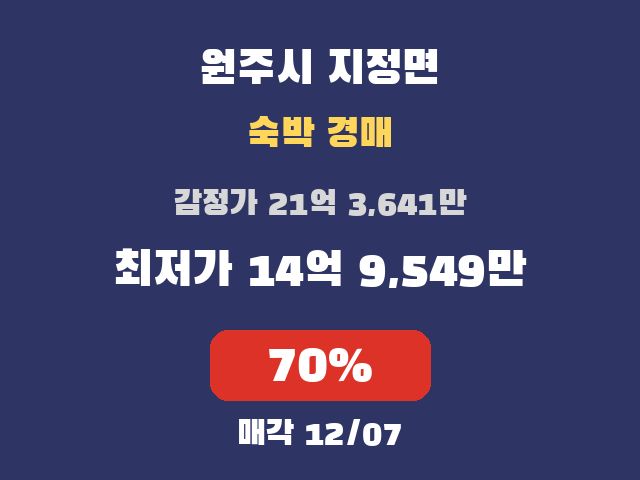 원주시 지정면
숙박 경매
감정가 21억 3,641만
최저가 14억 9,549만
70%
매각 12/07